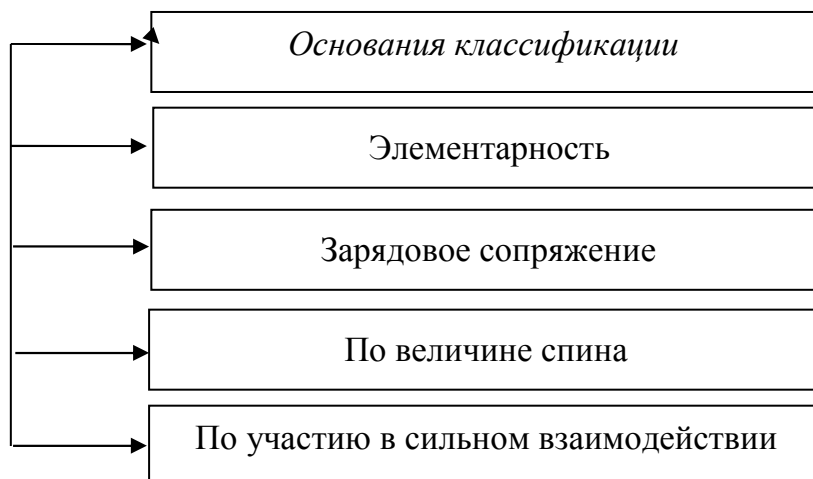 Основания классификации
Элементарность
Зарядовое сопряжение
По величине спина
По участию в сильном взаимодействии